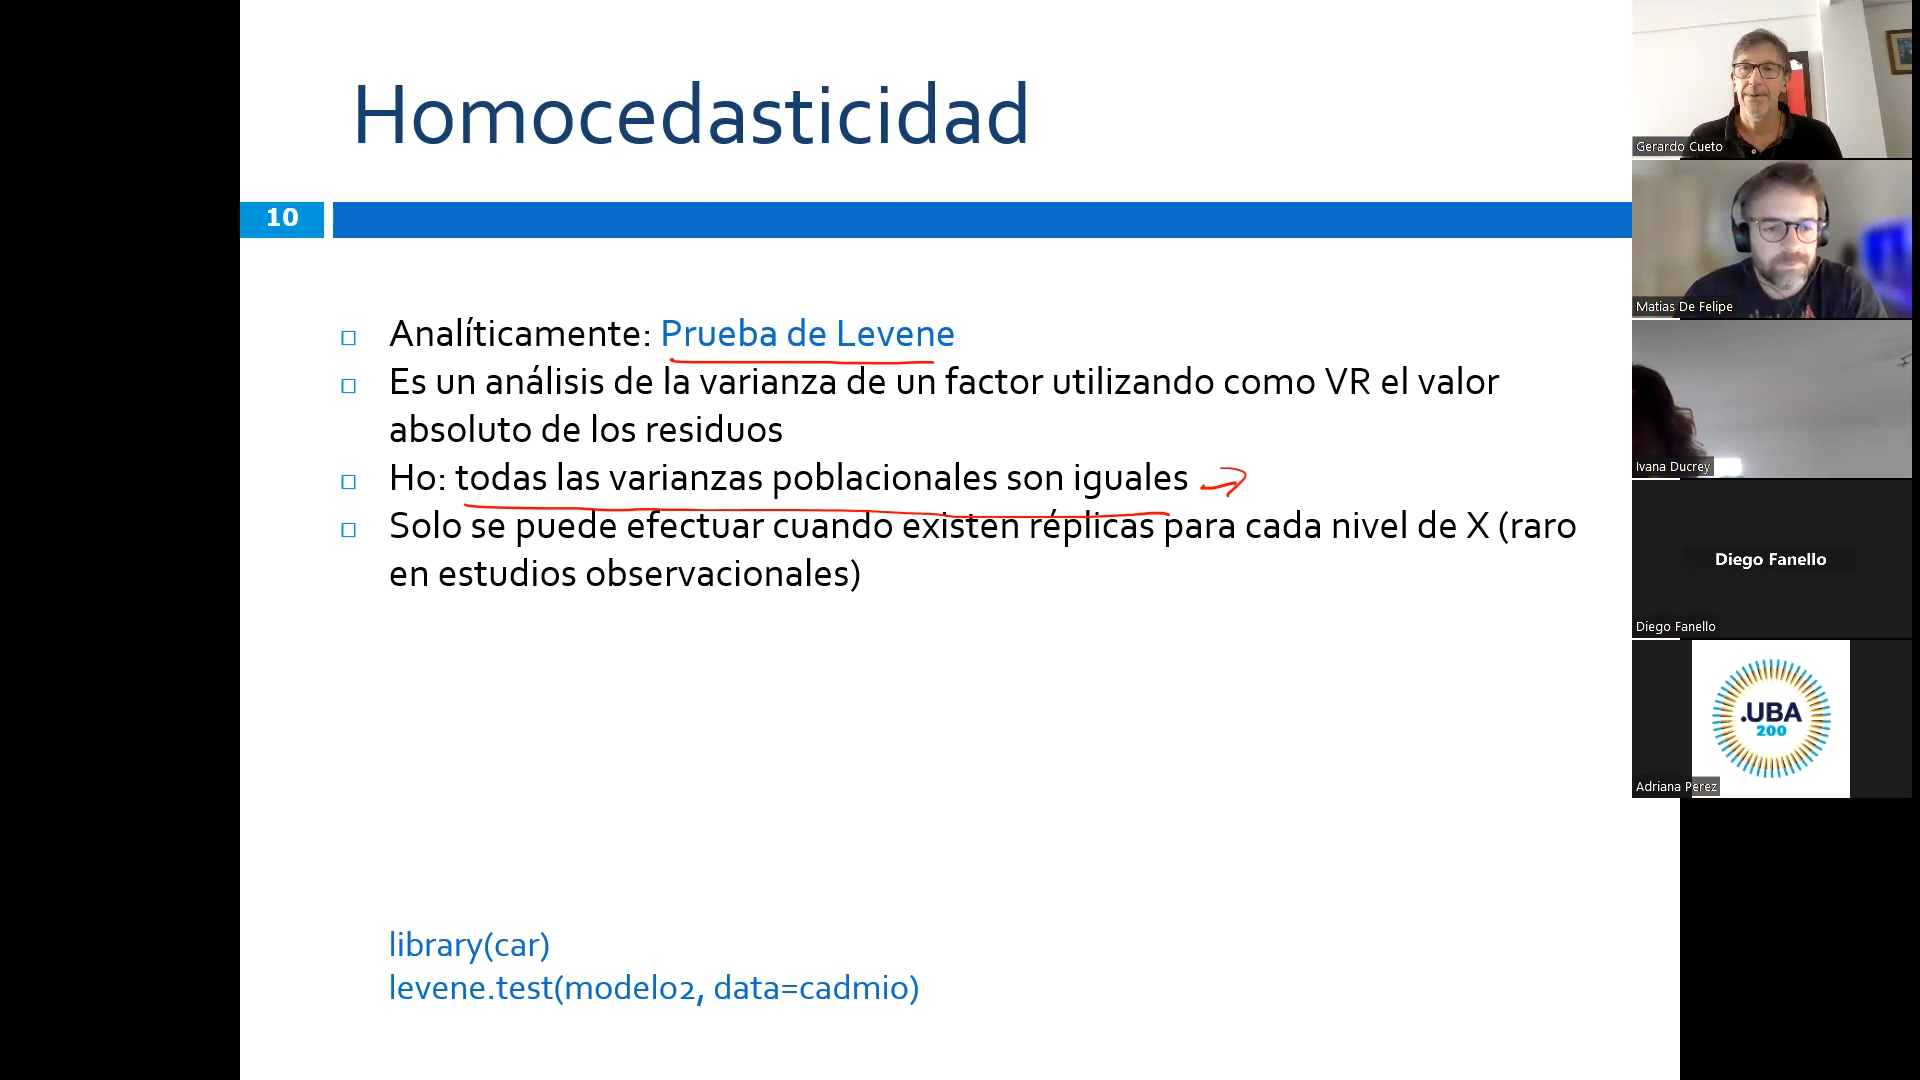 Homocedasticidad
10
Analíticamente: Prueba de Levene
Es un análisis de la varianza de un factor utilizando como VR el valor
absoluto de los residuos
Ho: todas las varianzas poblacionales son iguales
Solo se puede efectuar cuando existen réplicas para cada nivel de X (raro
en estudios observacionales)
library(car)
levene.test(modelo2, data=cadmio)
Gerardo Cueto
Matias De Felipe
Ivana Ducrey
Diego Fanello
Diego Fanello
.UBA
200
Adriana Perez